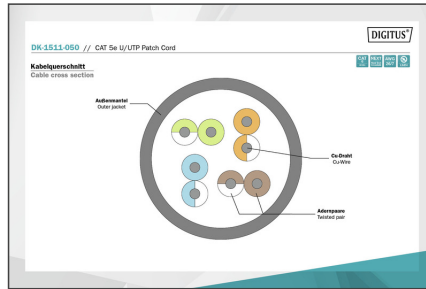 DIGITUS®
DK-1511-050 // CAT 5e U/UTP Patch Cord
Kabelquerschnitt
Cable cross section
Außenmantel
Outer jacket
Cu-Draht
Cu-Wire
Adernpaare
Twisted pair